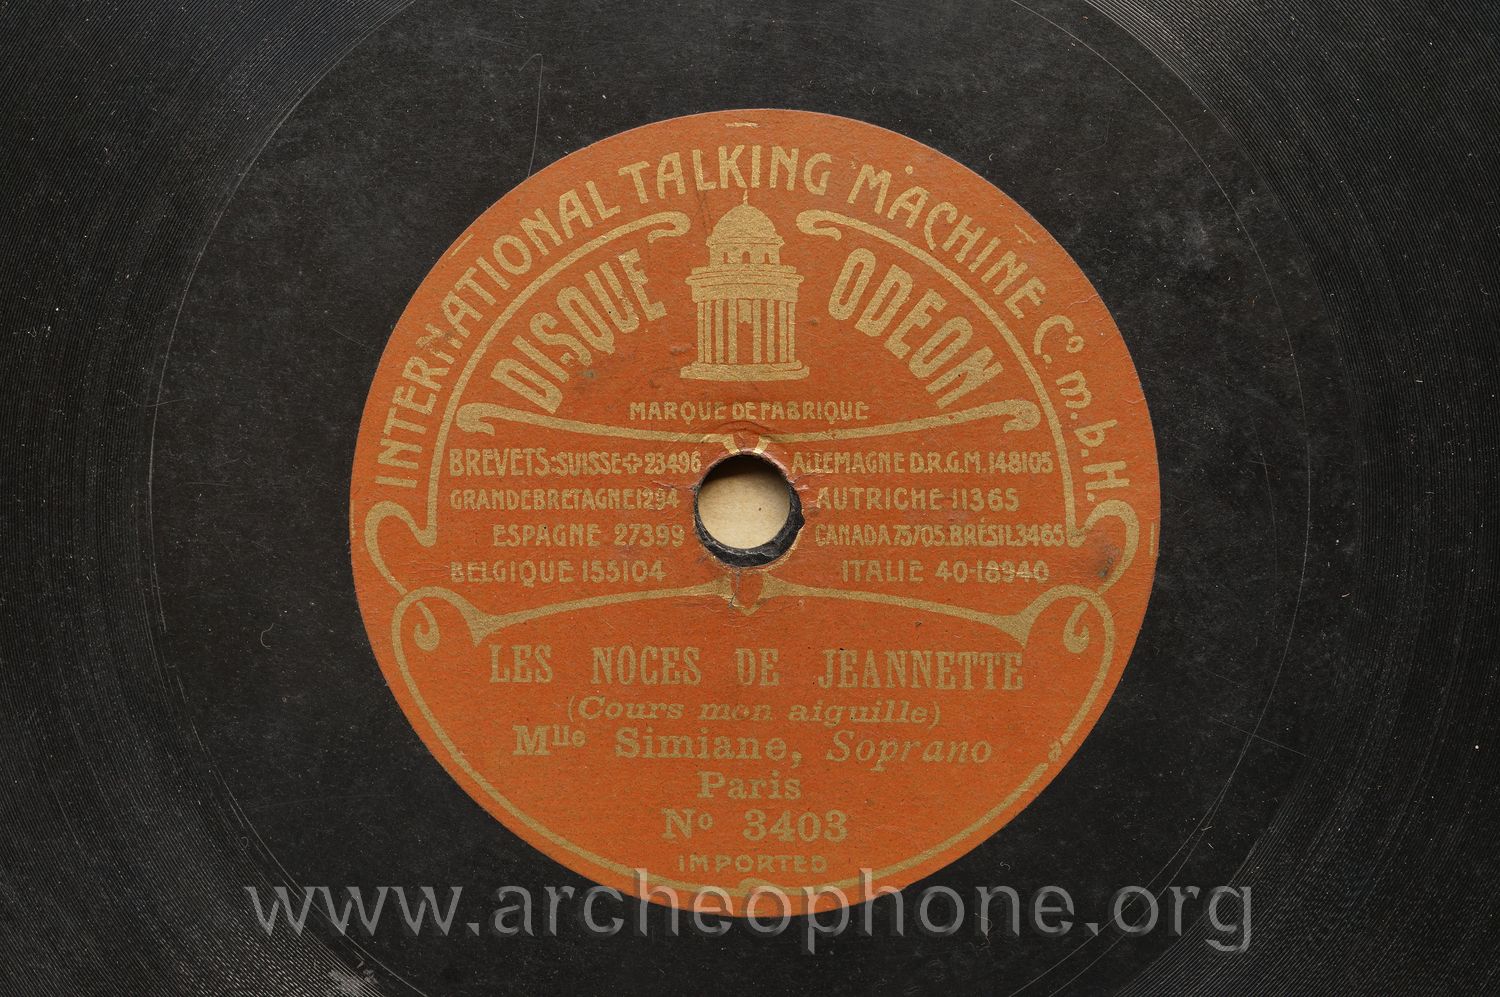 INTERNATIONAL TALKING MACHINE Co. m. b. H.
DISQUE ODEON
MARQUE DE FABRIQUE
BREVETS: SUISSE 23496 ALLEMAGNE D.R.G.M. 148105
GRANDE BRETAGNE 1294 AUTRICHE-11365
ESPAGNE 27399 CANADA 75/05. BRÉSIL 3465
BELGIQUE 155104 ITALIE 40-18940
LES NOCES DE JEANNETTE
(Cours mon aiguille)
Mlle Simiane, Soprano
Paris
No 3403
IMPORTED
www.archeophone.org